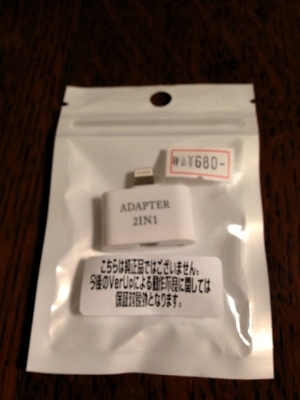 ¥680-
ADAPTER
2IN1
こちらは純正品ではございません。
今後のVerUpによる動作不良に関しては
保証対象外となります。